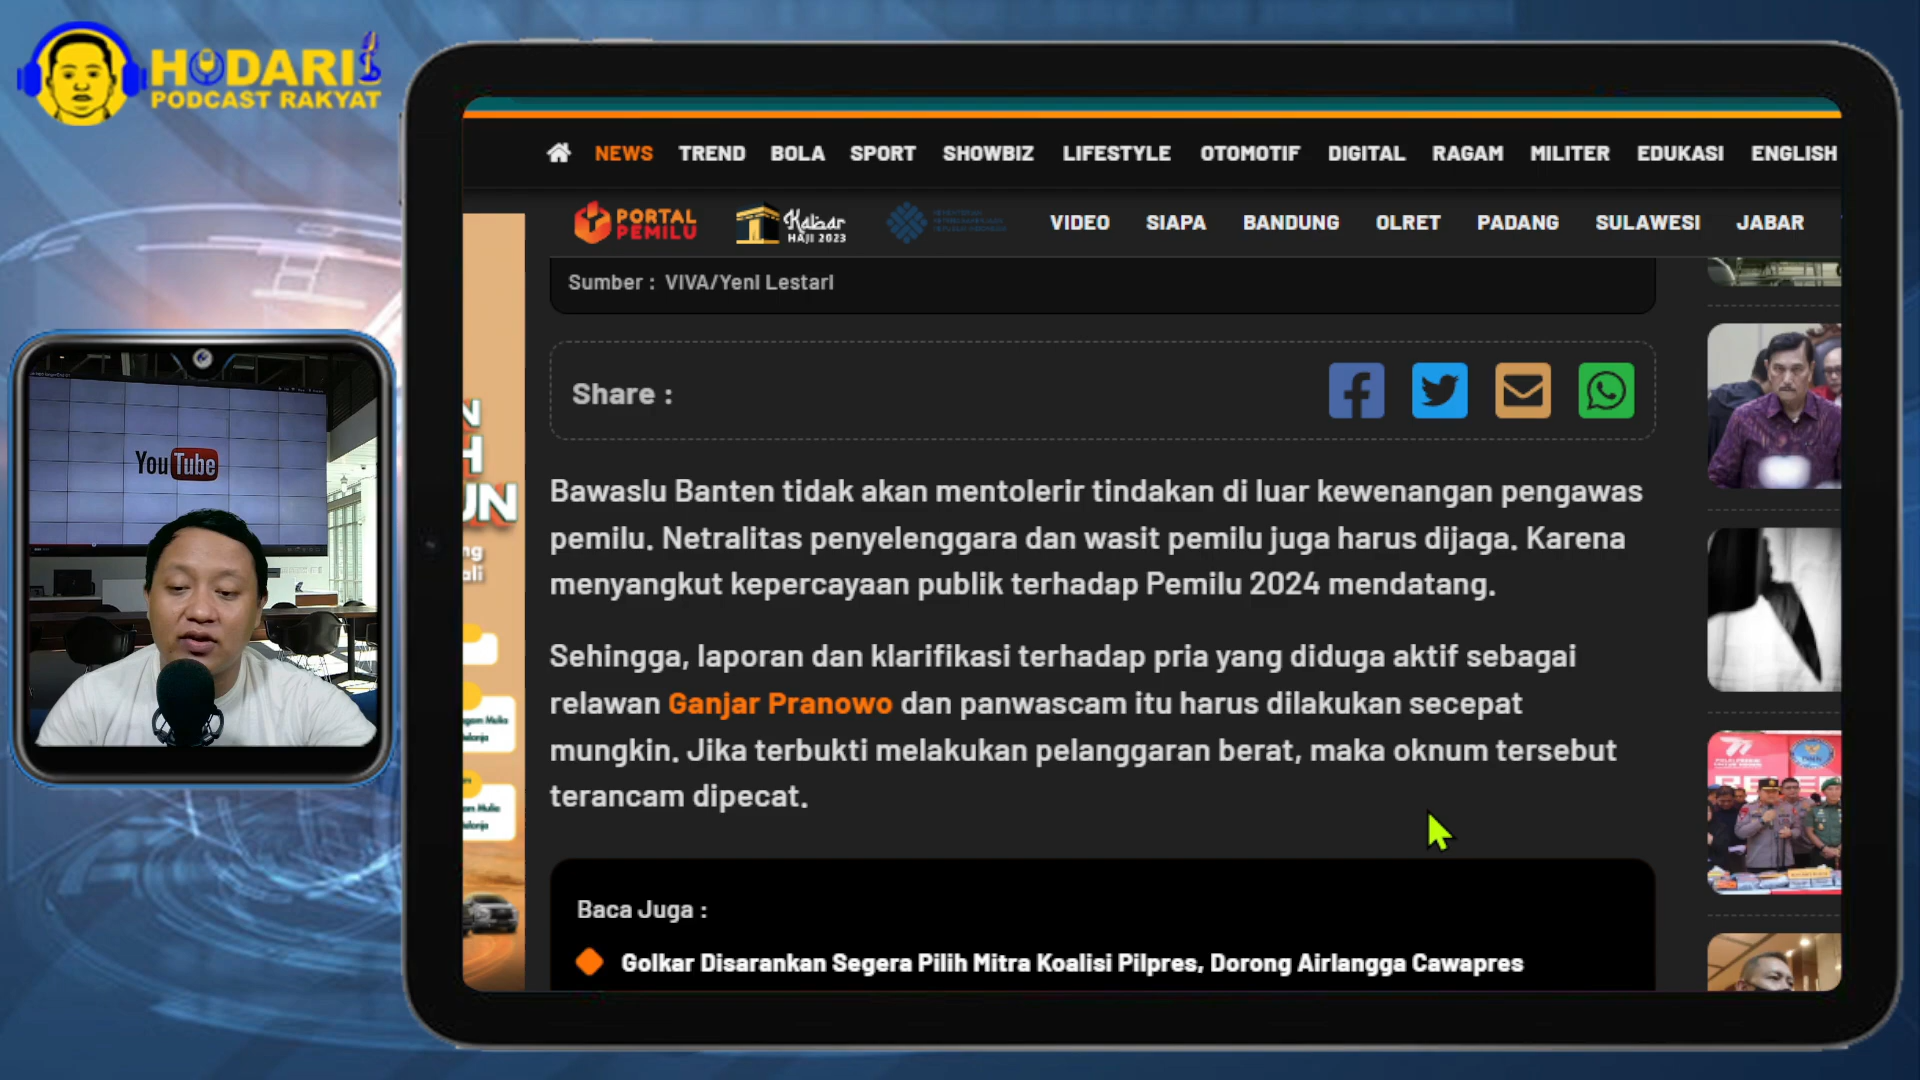 HODARI
PODCAST RAKYAT
NEWS TREND BOLA SPORT SHOWBIZ LIFESTYLE OTOMOTIF DIGITAL RAGAM MILITER EDUKASI ENGLISH
PORTAL PEMILU
Kabar HAJI 2023
VIDEO SIAPA BANDUNG OLRET PADANG SULAWESI JABAR
Sumber : VIVA/Yeni Lestari
Share :
Bawaslu Banten tidak akan mentolerir tindakan di luar kewenangan pengawas
pemilu. Netralitas penyelenggara dan wasit pemilu juga harus dijaga. Karena
menyangkut kepercayaan publik terhadap Pemilu 2024 mendatang.
Sehingga, laporan dan klarifikasi terhadap pria yang diduga aktif sebagai
relawan Ganjar Pranowo dan panwascam itu harus dilakukan secepat
mungkin. Jika terbukti melakukan pelanggaran berat, maka oknum tersebut
terancam dipecat.
Baca Juga :
Golkar Disarankan Segera Pilih Mitra Koalisi Pilpres, Dorong Airlangga Cawapres
YouTube